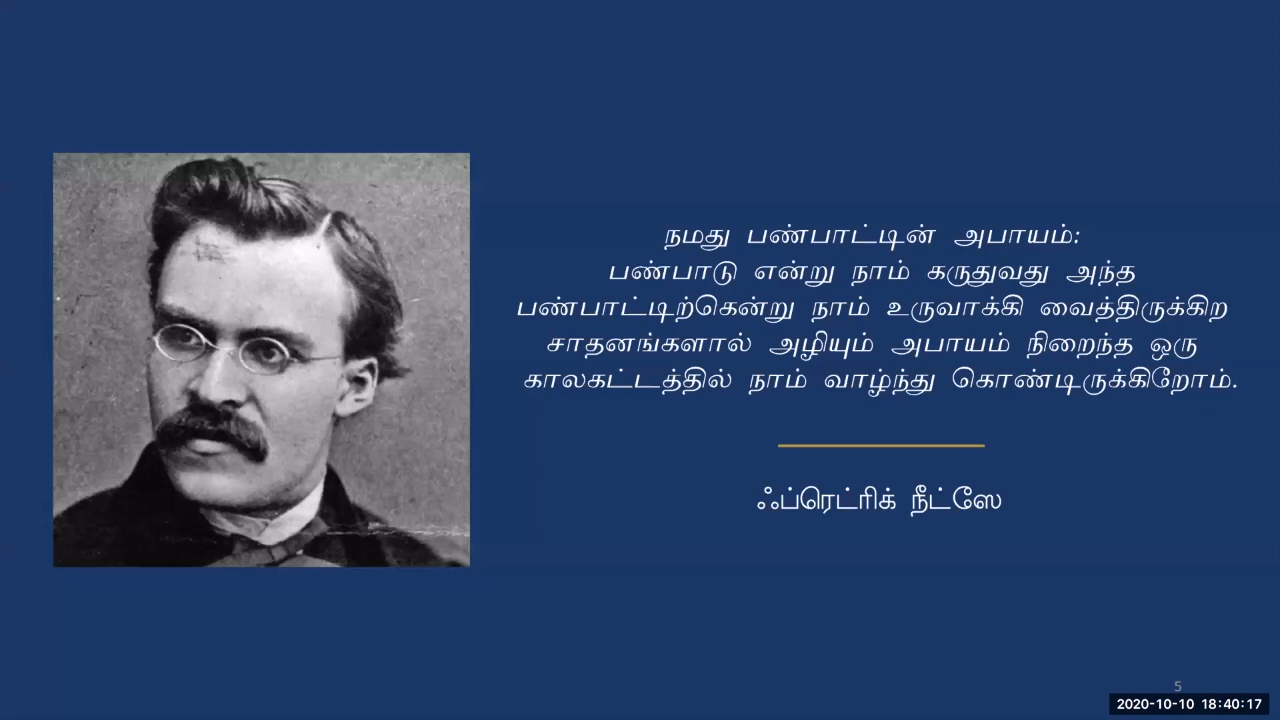 நமது பண்பாட்டின் அபாயம்:
பண்பாடு என்று நாம் கருதுவது அந்த
பண்பாட்டிற்கென்று நாம் உருவாக்கி வைத்திருக்கிற
சாதனங்களால் அழியும் அபாயம் நிறைந்த ஒரு
காலகட்டத்தில் நாம் வாழ்ந்து கொண்டிருக்கிறோம்.
ஃப்ரெட்ரிக் நீட்ஸே
5
2020-10-10 18:40:17